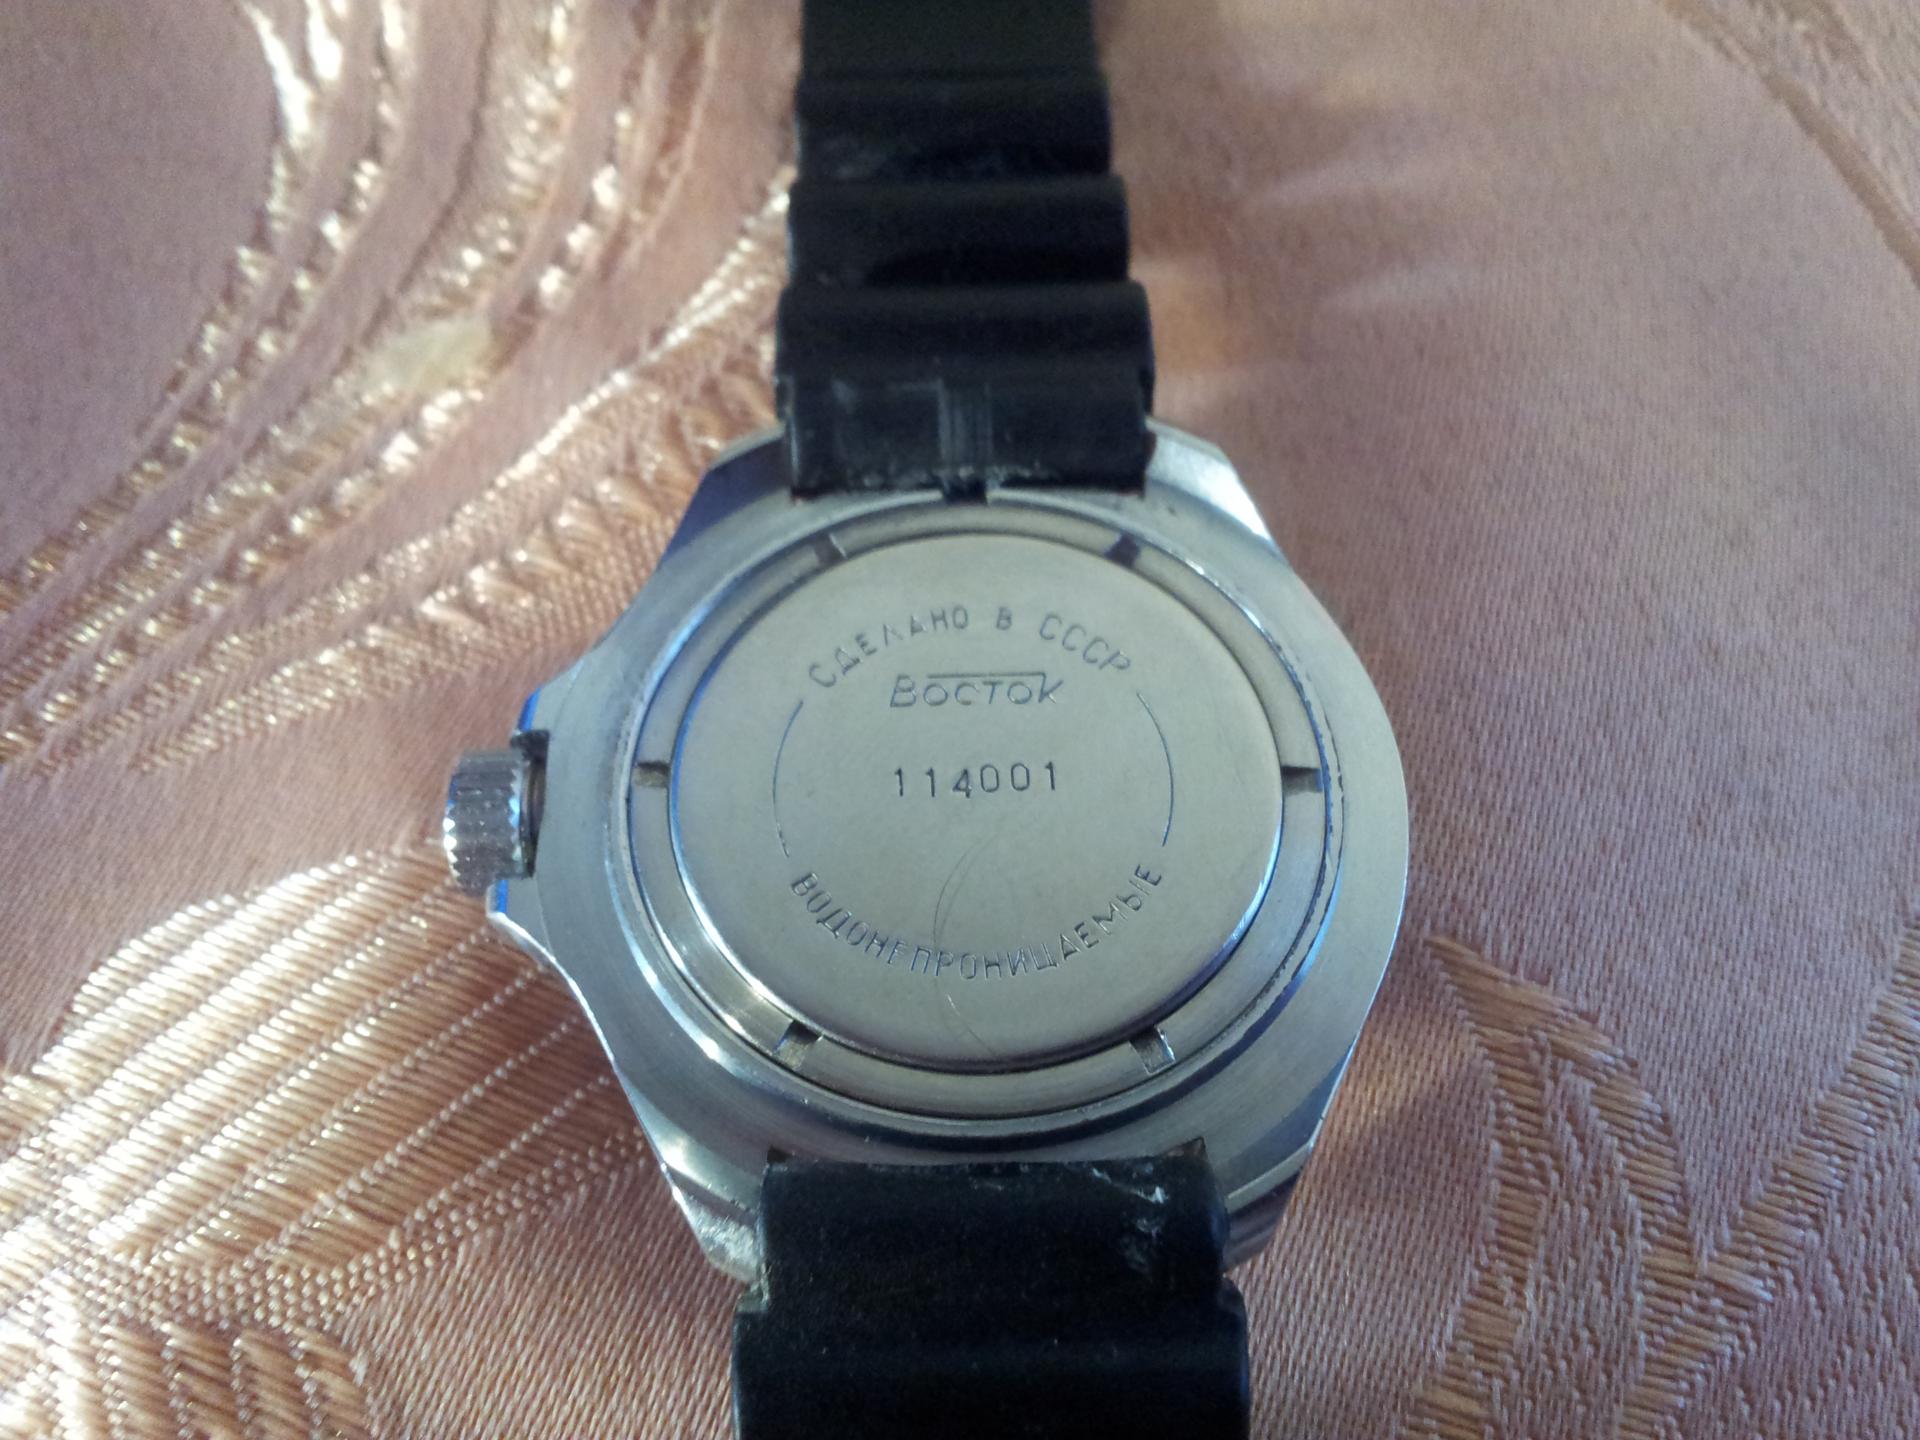 СДЕЛАНО В СССР
Восток
114001
ВОДОНЕПРОНИЦАЕМЫЕ